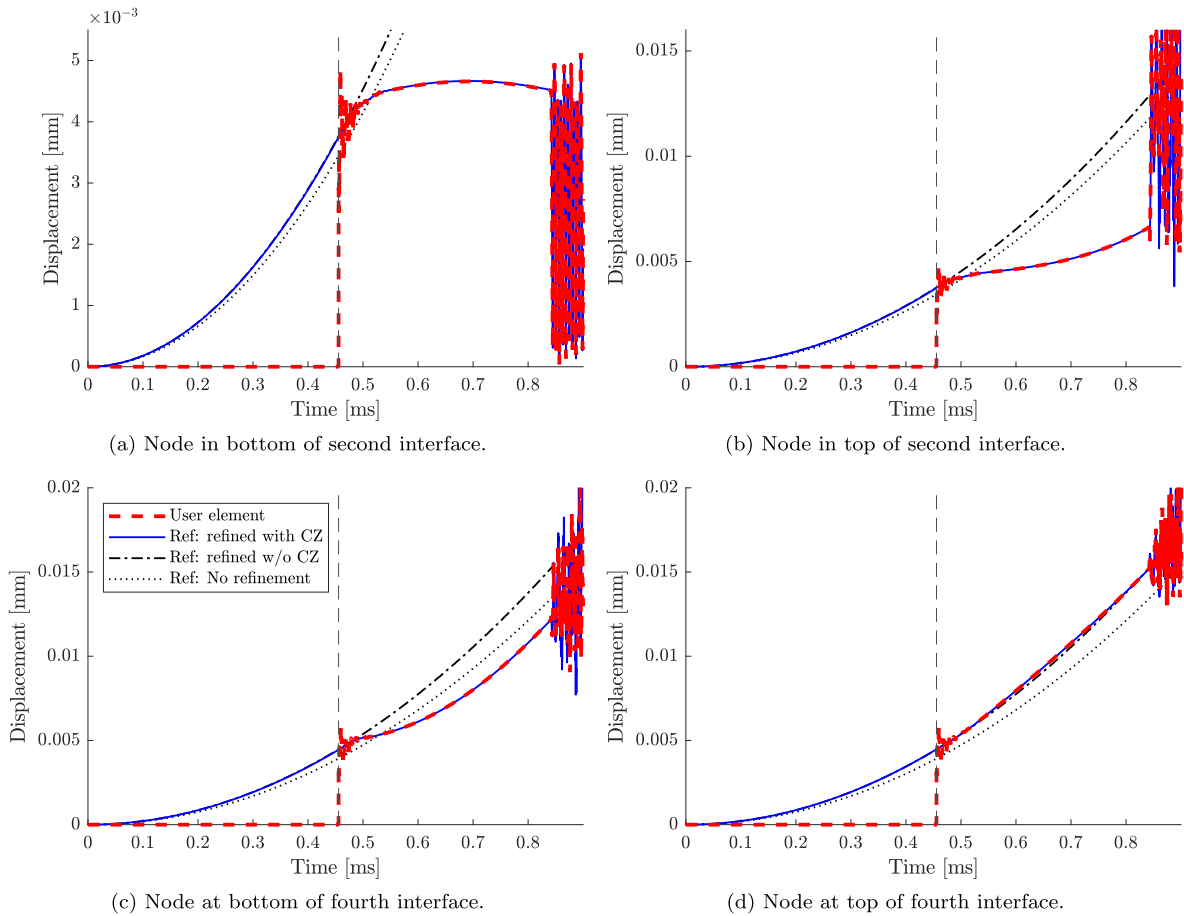 ×10⁻³
5
4
3
2
1
0
Displacement [mm]
0 0.1 0.2 0.3 0.4 0.5 0.6 0.7 0.8
Time [ms]
(a) Node in bottom of second interface.
0.015
0.01
0.005
0
Displacement [mm]
0 0.1 0.2 0.3 0.4 0.5 0.6 0.7 0.8
Time [ms]
(b) Node in top of second interface.
0.02
0.015
0.01
0.005
0
Displacement [mm]
User element
Ref: refined with CZ
Ref: refined w/o CZ
Ref: No refinement
0 0.1 0.2 0.3 0.4 0.5 0.6 0.7 0.8
Time [ms]
(c) Node at bottom of fourth interface.
0.02
0.015
0.01
0.005
0
Displacement [mm]
0 0.1 0.2 0.3 0.4 0.5 0.6 0.7 0.8
Time [ms]
(d) Node at top of fourth interface.